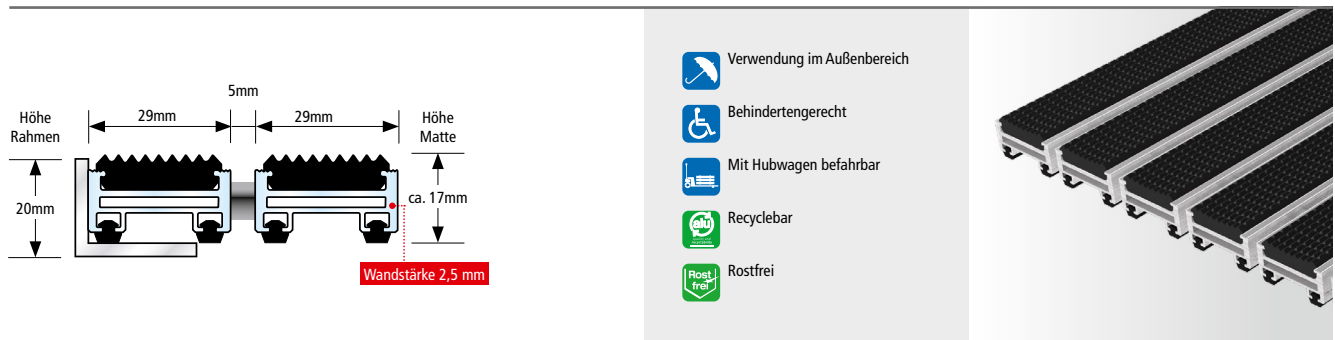 5mm
Höhe
Rahmen
29mm
29mm
Höhe
Matte
20mm
ca. 17mm
Wandstärke 2,5 mm
Verwendung im Außenbereich
Behindertengerecht
Mit Hubwagen befahrbar
alu
Recyclebar
Rost
frei
Rostfrei